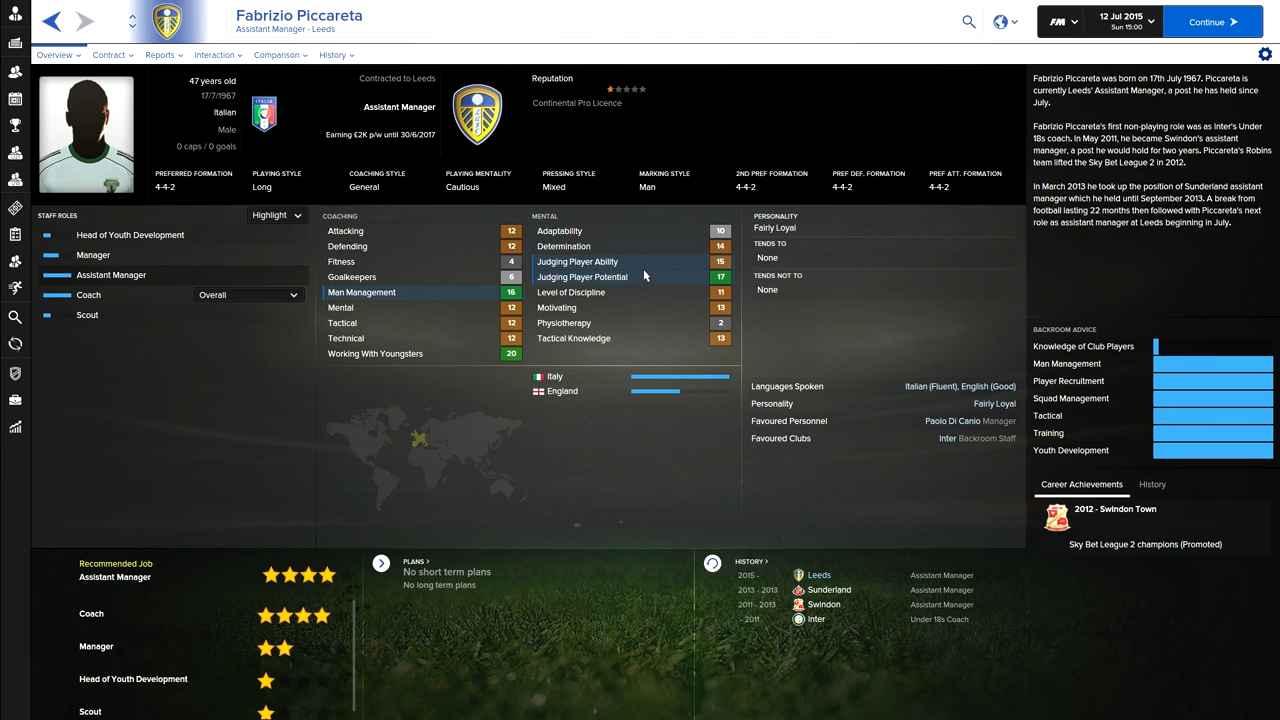 Fabrizio Piccareta
Assistant Manager - Leeds
FM
12 Jul 2015
Sun 15:00
Continue
Overview
Contract
Reports
Interaction
Comparison
History
47 years old
17/7/1967
Italian
Male
0 caps / 0 goals
ITALIA
Contracted to Leeds
Assistant Manager
Earning £2K p/w until 30/6/2017
Reputation
Continental Pro Licence
PREFERRED FORMATION
4-4-2
PLAYING STYLE
Long
COACHING STYLE
General
PLAYING MENTALITY
Cautious
PRESSING STYLE
Mixed
MARKING STYLE
Man
2ND PREF FORMATION
4-4-2
PREF DEF. FORMATION
4-4-2
PREF ATT. FORMATION
4-4-2
STAFF ROLES
Highlight
Head of Youth Development
Manager
Assistant Manager
Coach
Overall
Scout
COACHING
Attacking 12
Defending 12
Fitness 4
Goalkeepers 6
Man Management 16
Mental 12
Tactical 12
Technical 12
Working With Youngsters 20
MENTAL
Adaptability 10
Determination 14
Judging Player Ability 15
Judging Player Potential 17
Level of Discipline 11
Motivating 13
Physiotherapy 2
Tactical Knowledge 13
Italy
England
PERSONALITY
Fairly Loyal
TENDS TO
None
TENDS NOT TO
None
Languages Spoken Italian (Fluent), English (Good)
Personality Fairly Loyal
Favoured Personnel Paolo Di Canio Manager
Favoured Clubs Inter Backroom Staff
Fabrizio Piccareta was born on 17th July 1967. Piccareta is
currently Leeds' Assistant Manager, a post he has held since
July.
Fabrizio Piccareta's first non-playing role was as Inter's Under
18s coach. In May 2011, he became Swindon's assistant
manager, a post he would hold for two years. Piccareta's Robins
team lifted the Sky Bet League 2 in 2012.
In March 2013 he took up the position of Sunderland assistant
manager which he held until September 2013. A break from
football lasting 22 months then followed with Piccareta's next
role as assistant manager at Leeds beginning in July.
BACKROOM ADVICE
Knowledge of Club Players
Man Management
Player Recruitment
Squad Management
Tactical
Training
Youth Development
Career Achievements
History
2012 - Swindon Town
Sky Bet League 2 champions (Promoted)
Recommended Job
Assistant Manager
Coach
Manager
Head of Youth Development
Scout
PLANS >
No short term plans
No long term plans
HISTORY >
2015 - Leeds Assistant Manager
2013 - 2013 Sunderland Assistant Manager
2011 - 2013 Swindon Assistant Manager
- 2011 Inter Under 18s Coach